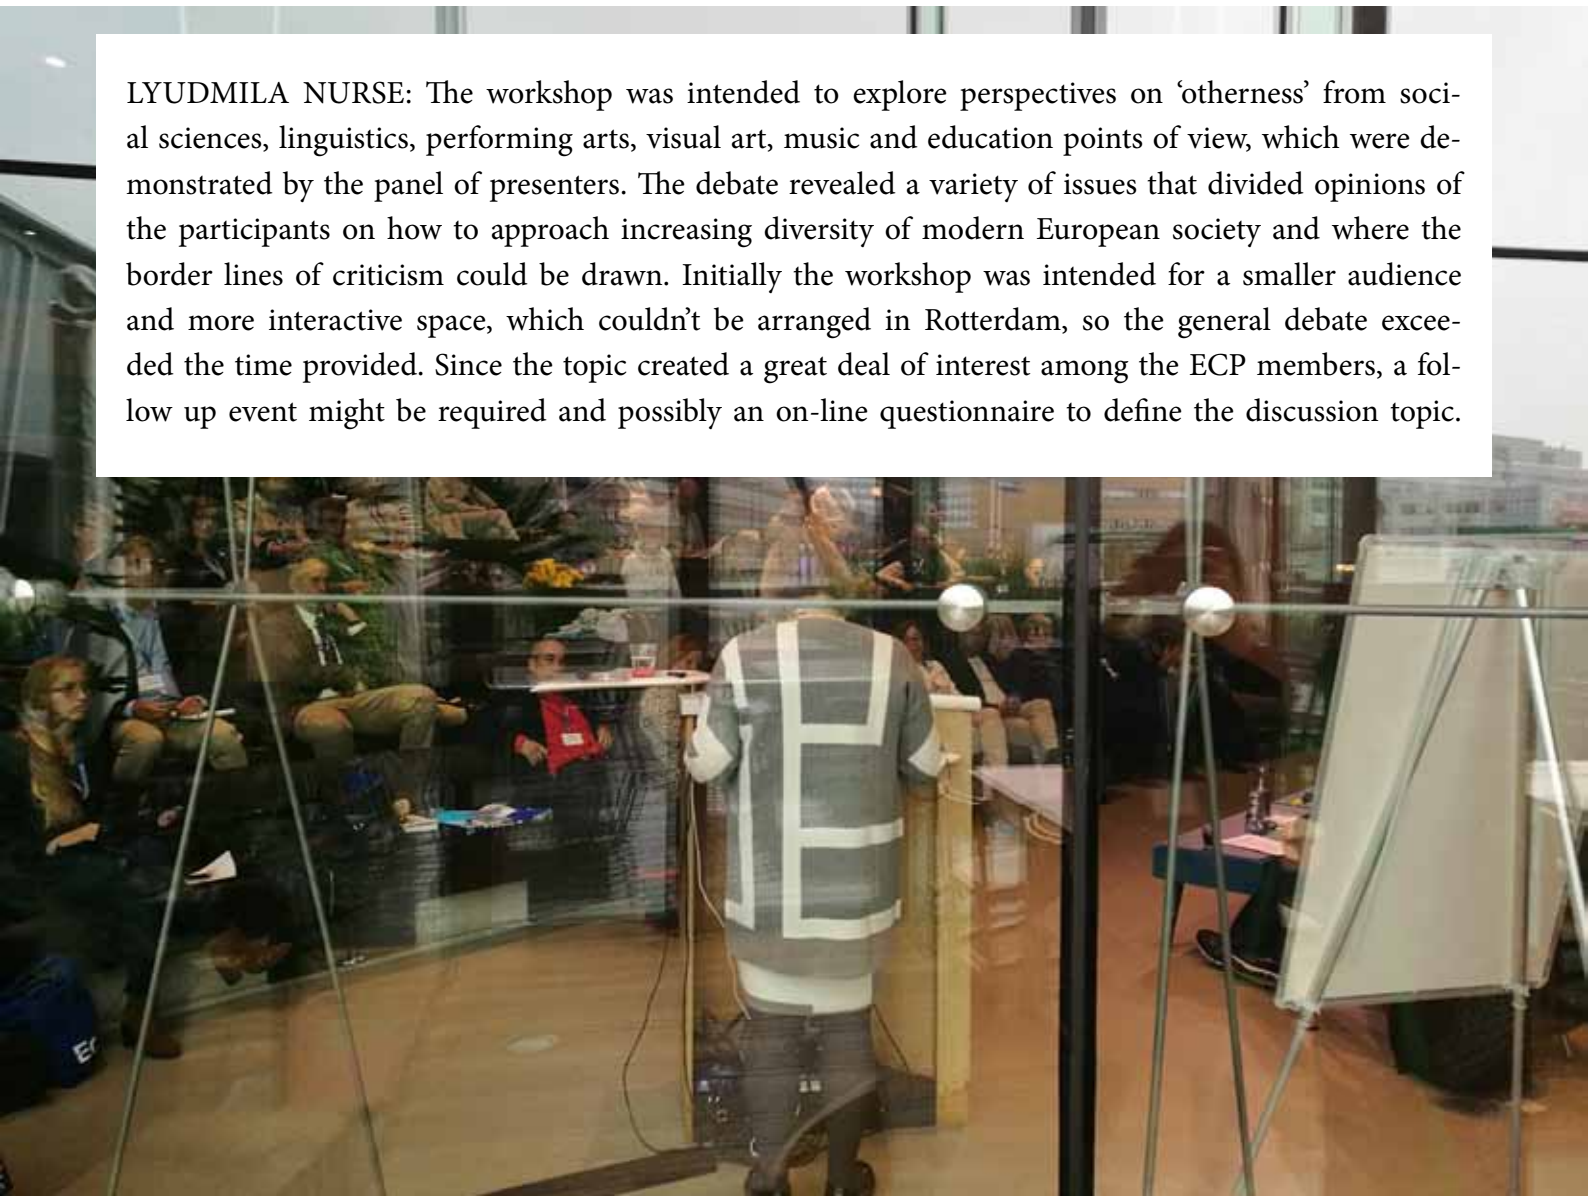 LYUDMILA NURSE: The workshop was intended to explore perspectives on ‘otherness’ from soci-
al sciences, linguistics, performing arts, visual art, music and education points of view, which were de-
monstrated by the panel of presenters. The debate revealed a variety of issues that divided opinions of
the participants on how to approach increasing diversity of modern European society and where the
border lines of criticism could be drawn. Initially the workshop was intended for a smaller audience
and more interactive space, which couldn’t be arranged in Rotterdam, so the general debate excee-
ded the time provided. Since the topic created a great deal of interest among the ECP members, a fol-
low up event might be required and possibly an on-line questionnaire to define the discussion topic.